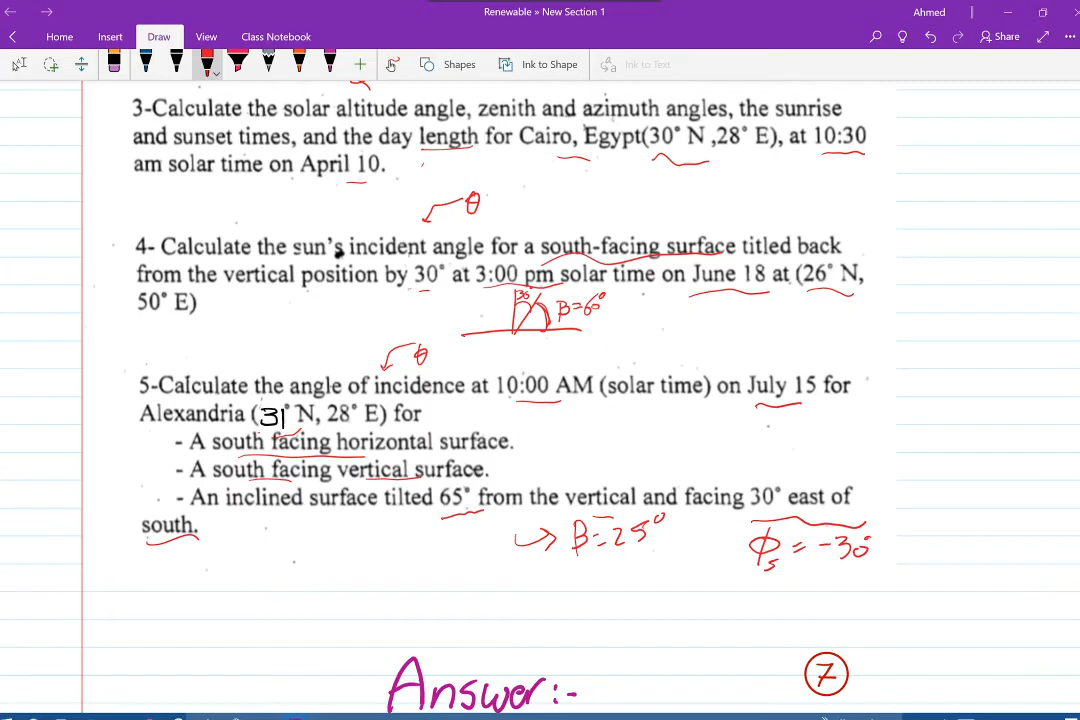 Renewable » New Section 1
Ahmed
Home Insert Draw View Class Notebook
Share
Shapes Ink to Shape Ink to Text
3-Calculate the solar altitude angle, zenith and azimuth angles, the sunrise
and sunset times, and the day length for Cairo, Egypt(30° N ,28° E), at 10:30
am solar time on April 10.
θ
4- Calculate the sun's incident angle for a south-facing surface titled back
from the vertical position by 30° at 3:00 pm solar time on June 18 at (26° N,
50° E)
30 β=60°
θ
5-Calculate the angle of incidence at 10:00 AM (solar time) on July 15 for
Alexandria (31° N, 28° E) for
- A south facing horizontal surface.
- A south facing vertical surface.
- An inclined surface tilted 65° from the vertical and facing 30° east of
south.
→ β=25°
ϕs = -30°
Answer:-
7